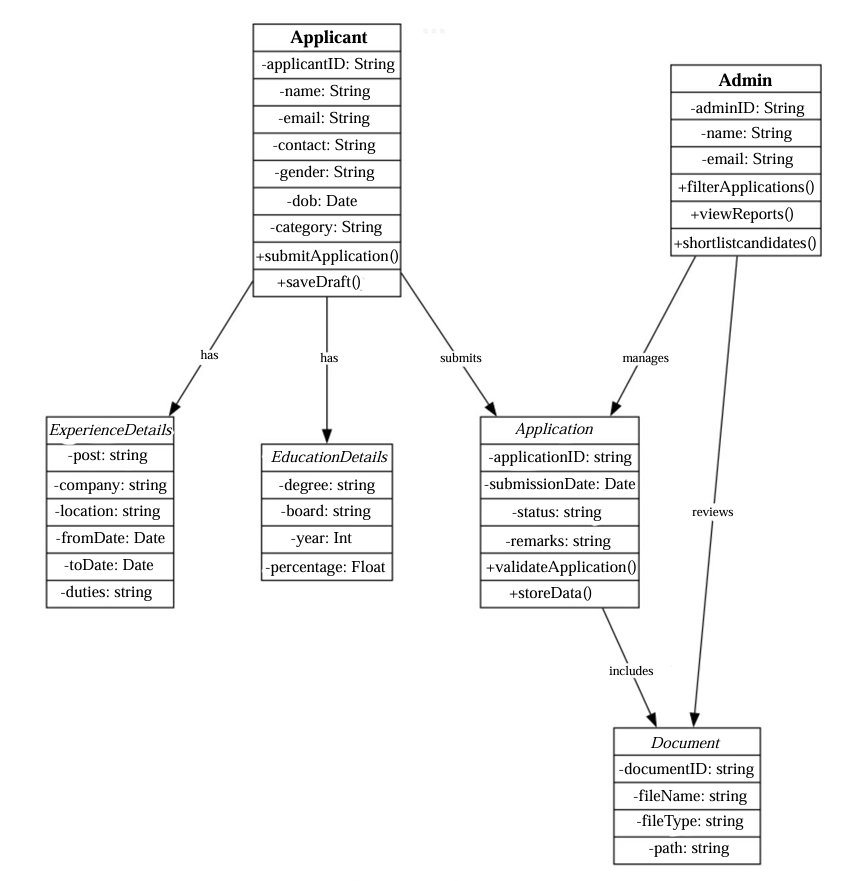 Applicant
-applicantID: String
-name: String
-email: String
-contact: String
-gender: String
-dob: Date
-category: String
+submitApplication()
+saveDraft()
Admin
-adminID: String
-name: String
-email: String
+filterApplications()
+viewReports()
+shortlistcandidates()
has
has
submits
manages
reviews
ExperienceDetails
-post: string
-company: string
-location: string
-fromDate: Date
-toDate: Date
-duties: string
EducationDetails
-degree: string
-board: string
-year: Int
-percentage: Float
Application
-applicationID: string
-submissionDate: Date
-status: string
-remarks: string
+validateApplication()
+storeData()
includes
Document
-documentID: string
-fileName: string
-fileType: string
-path: string